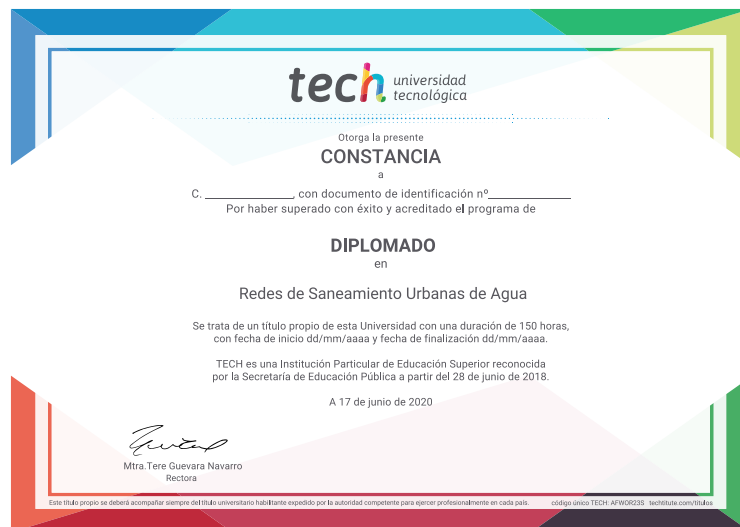 tech universidad
tecnológica
Otorga la presente
CONSTANCIA
a
C. ________________, con documento de identificación nº______________
Por haber superado con éxito y acreditado el programa de
DIPLOMADO
en
Redes de Saneamiento Urbanas de Agua
Se trata de un título propio de esta Universidad con una duración de 150 horas,
con fecha de inicio dd/mm/aaaa y fecha de finalización dd/mm/aaaa.
TECH es una Institución Particular de Educación Superior reconocida
por la Secretaría de Educación Pública a partir del 28 de junio de 2018.
A 17 de junio de 2020
Mtra.Tere Guevara Navarro
Rectora
Este título propio se deberá acompañar siempre del título universitario habilitante expedido por la autoridad competente para ejercer profesionalmente en cada país. código único TECH: AFWOR23S techtitute.com/titulos